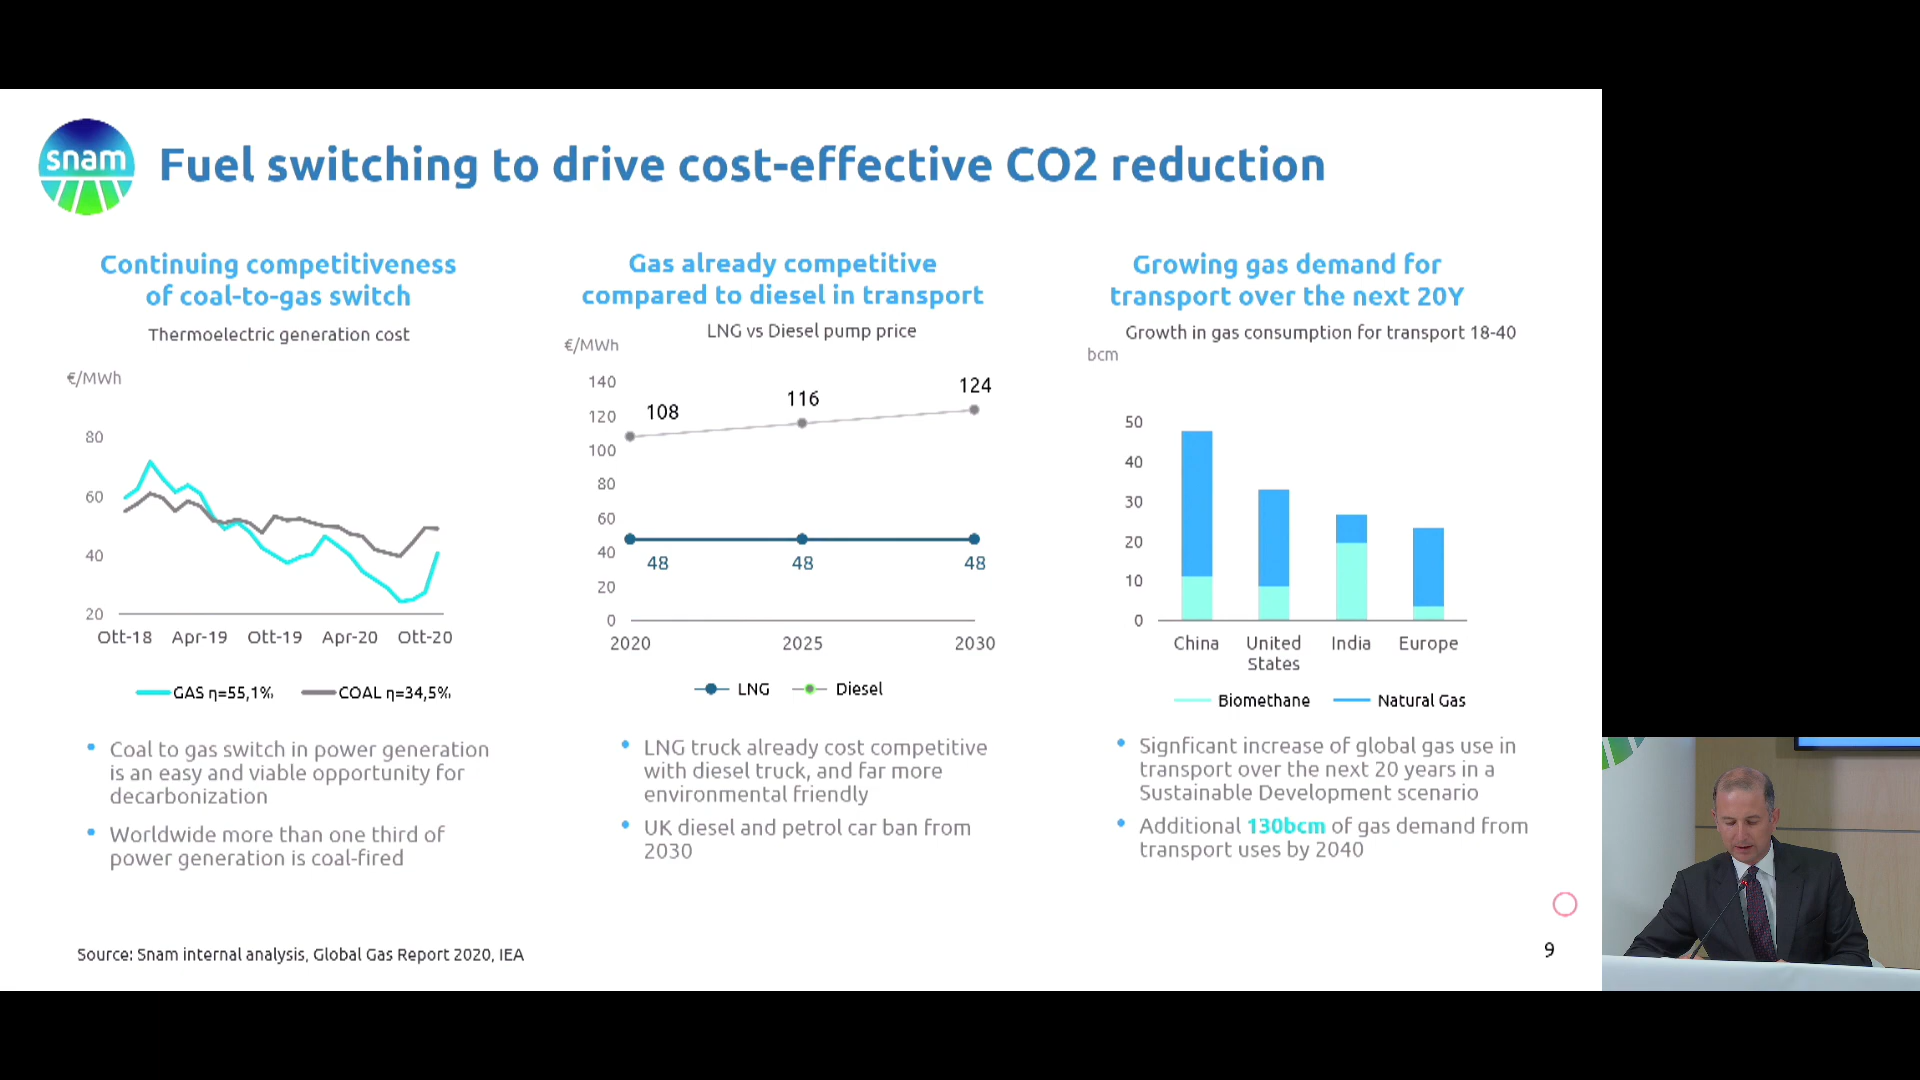 snam
Fuel switching to drive cost-effective CO2 reduction
Continuing competitiveness
of coal-to-gas switch
Thermoelectric generation cost
€/MWh
80
60
40
20
Ott-18 Apr-19 Ott-19 Apr-20 Ott-20
GAS η=55,1% COAL η=34,5%
• Coal to gas switch in power generation
is an easy and viable opportunity for
decarbonization
• Worldwide more than one third of
power generation is coal-fired
Gas already competitive
compared to diesel in transport
LNG vs Diesel pump price
€/MWh
140
120
100
80
60
40
20
0
108 116 124
48 48 48
2020 2025 2030
LNG Diesel
• LNG truck already cost competitive
with diesel truck, and far more
environmental friendly
• UK diesel and petrol car ban from
2030
Growing gas demand for
transport over the next 20Y
Growth in gas consumption for transport 18-40
bcm
50
40
30
20
10
0
China United India Europe
States
Biomethane Natural Gas
• Signficant increase of global gas use in
transport over the next 20 years in a
Sustainable Development scenario
• Additional 130bcm of gas demand from
transport uses by 2040
Source: Snam internal analysis, Global Gas Report 2020, IEA
9